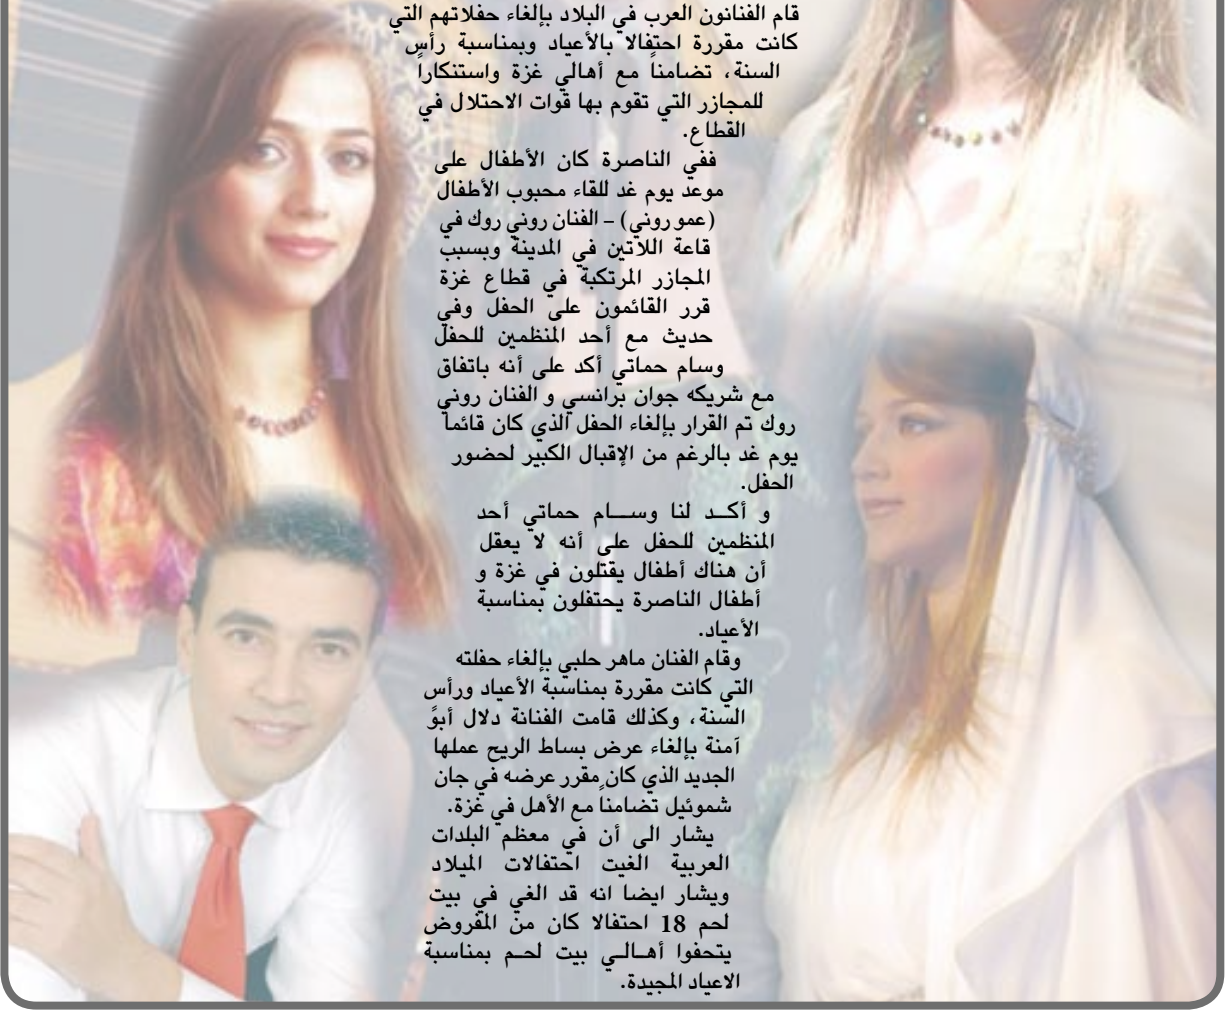 قام الفنانون العرب في البلاد بإلغاء حفلاتهم التي
كانت مقررة احتفالا بالأعياد وبمناسبة رأس
السنة، تضامناً مع أهالي غزة واستنكاراً
للمجازر التي تقوم بها قوات الاحتلال في
القطاع.
ففي الناصرة كان الأطفال على
موعد يوم غد للقاء محبوب الأطفال
(عمو روني) – الفنان روني روك في
قاعة اللاتين في المدينة وبسبب
المجازر المرتكبة في قطاع غزة
قرر القائمون على الحفل وفي
حديث مع أحد المنظمين للحفل
وسام حماتي أكد على أنه باتفاق
مع شريكه جوان برانسي و الفنان روني
روك تم القرار بإلغاء الحفل الذي كان قائماً
يوم غد بالرغم من الإقبال الكبير لحضور
الحفل.
و أكد لنا وسام حماتي أحد
المنظمين للحفل على أنه لا يعقل
أن هناك أطفال يقتلون في غزة و
أطفال الناصرة يحتفلون بمناسبة
الأعياد.
وقام الفنان ماهر حلبي بإلغاء حفلته
التي كانت مقررة بمناسبة الأعياد ورأس
السنة، وكذلك قامت الفنانة دلال أبو
آمنة بإلغاء عرض بساط الريح عملها
الجديد الذي كان مقرر عرضه في جان
شموئيل تضامناً مع الأهل في غزة.
يشار الى أن في معظم البلدات
العربية الغيت احتفالات الميلاد
ويشار ايضا انه قد الغي في بيت
لحم 18 احتفالا كان من المفروض
يتحفوا أهالي بيت لحم بمناسبة
الاعياد المجيدة.